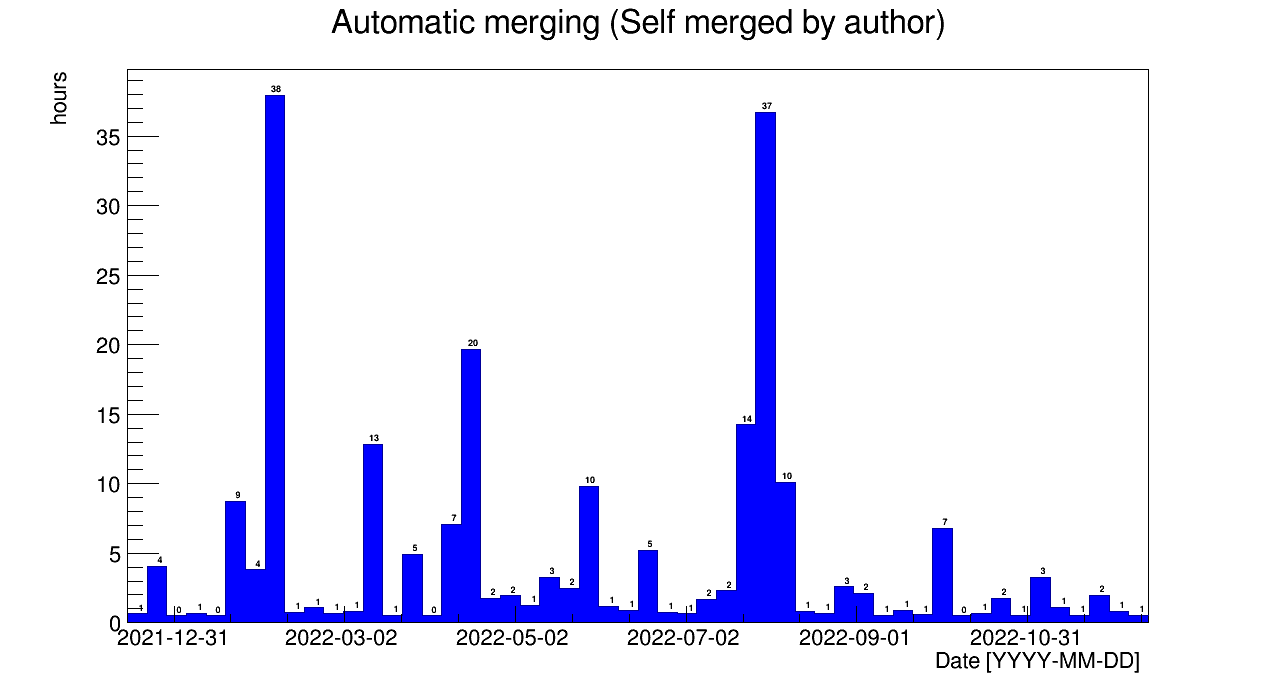 Automatic merging (Self merged by author)
hours
35
30
25
20
15
10
5
0
1 4 0 1 0 9 4 38 1 1 1 1 13 1 5 0 7 20 2 2 1 3 2 10 1 1 5 1 1 2 2 14 37 10 1 1 3 2 1 1 1 7 0 1 2 1 3 1 1 2 1 1
2021-12-31 2022-03-02 2022-05-02 2022-07-02 2022-09-01 2022-10-31
Date [YYYY-MM-DD]